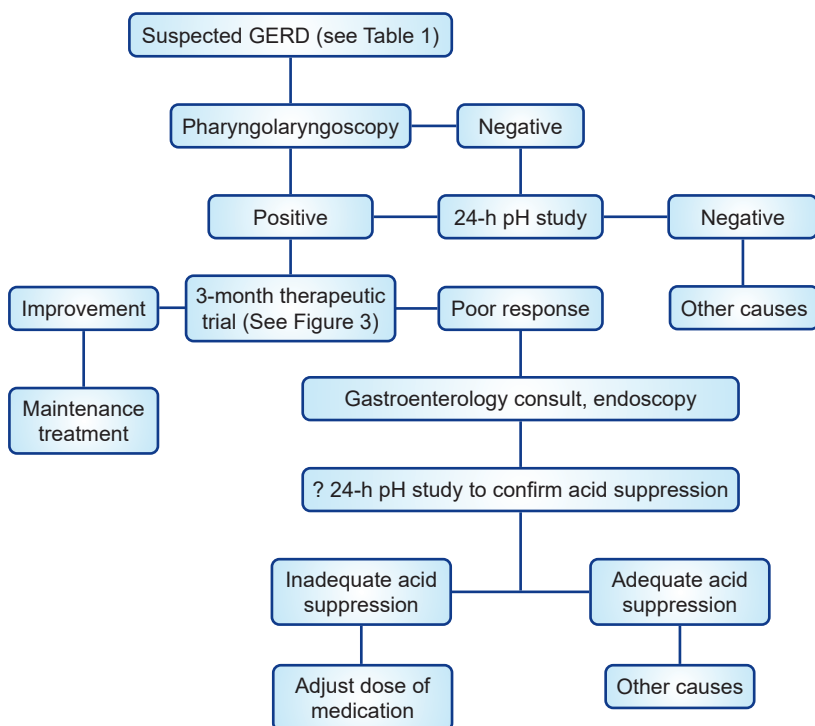 Suspected GERD (see Table 1)
Pharyngolaryngoscopy
Negative
Positive
24-h pH study
Negative
Improvement
3-month therapeutic
trial (See Figure 3)
Poor response
Other causes
Maintenance
treatment
Gastroenterology consult, endoscopy
? 24-h pH study to confirm acid suppression
Inadequate acid
suppression
Adequate acid
suppression
Adjust dose of
medication
Other causes